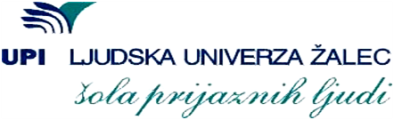 UPI LJUDSKA UNIVERZA ŽALEC
šola prijaznih ljudi